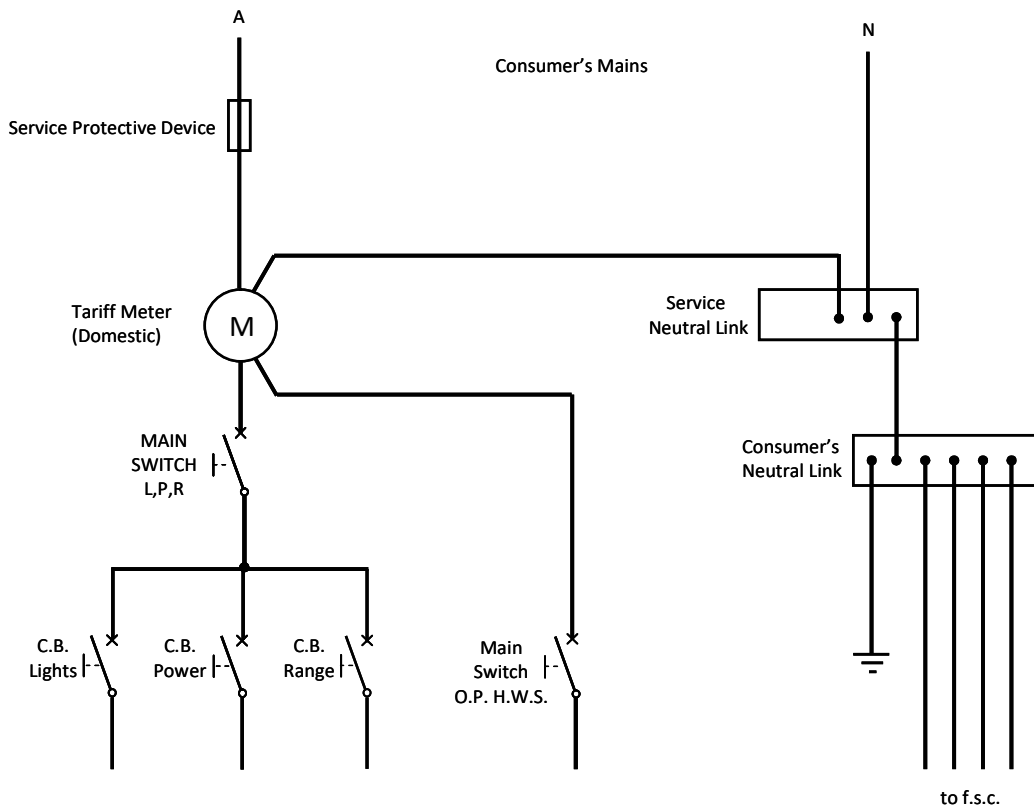 A
N
Consumer's Mains
Service Protective Device
Tariff Meter
(Domestic)
M
Service
Neutral Link
MAIN
SWITCH
L,P,R
Consumer's
Neutral Link
C.B.
Lights
C.B.
Power
C.B.
Range
Main
Switch
O.P. H.W.S.
to f.s.c.